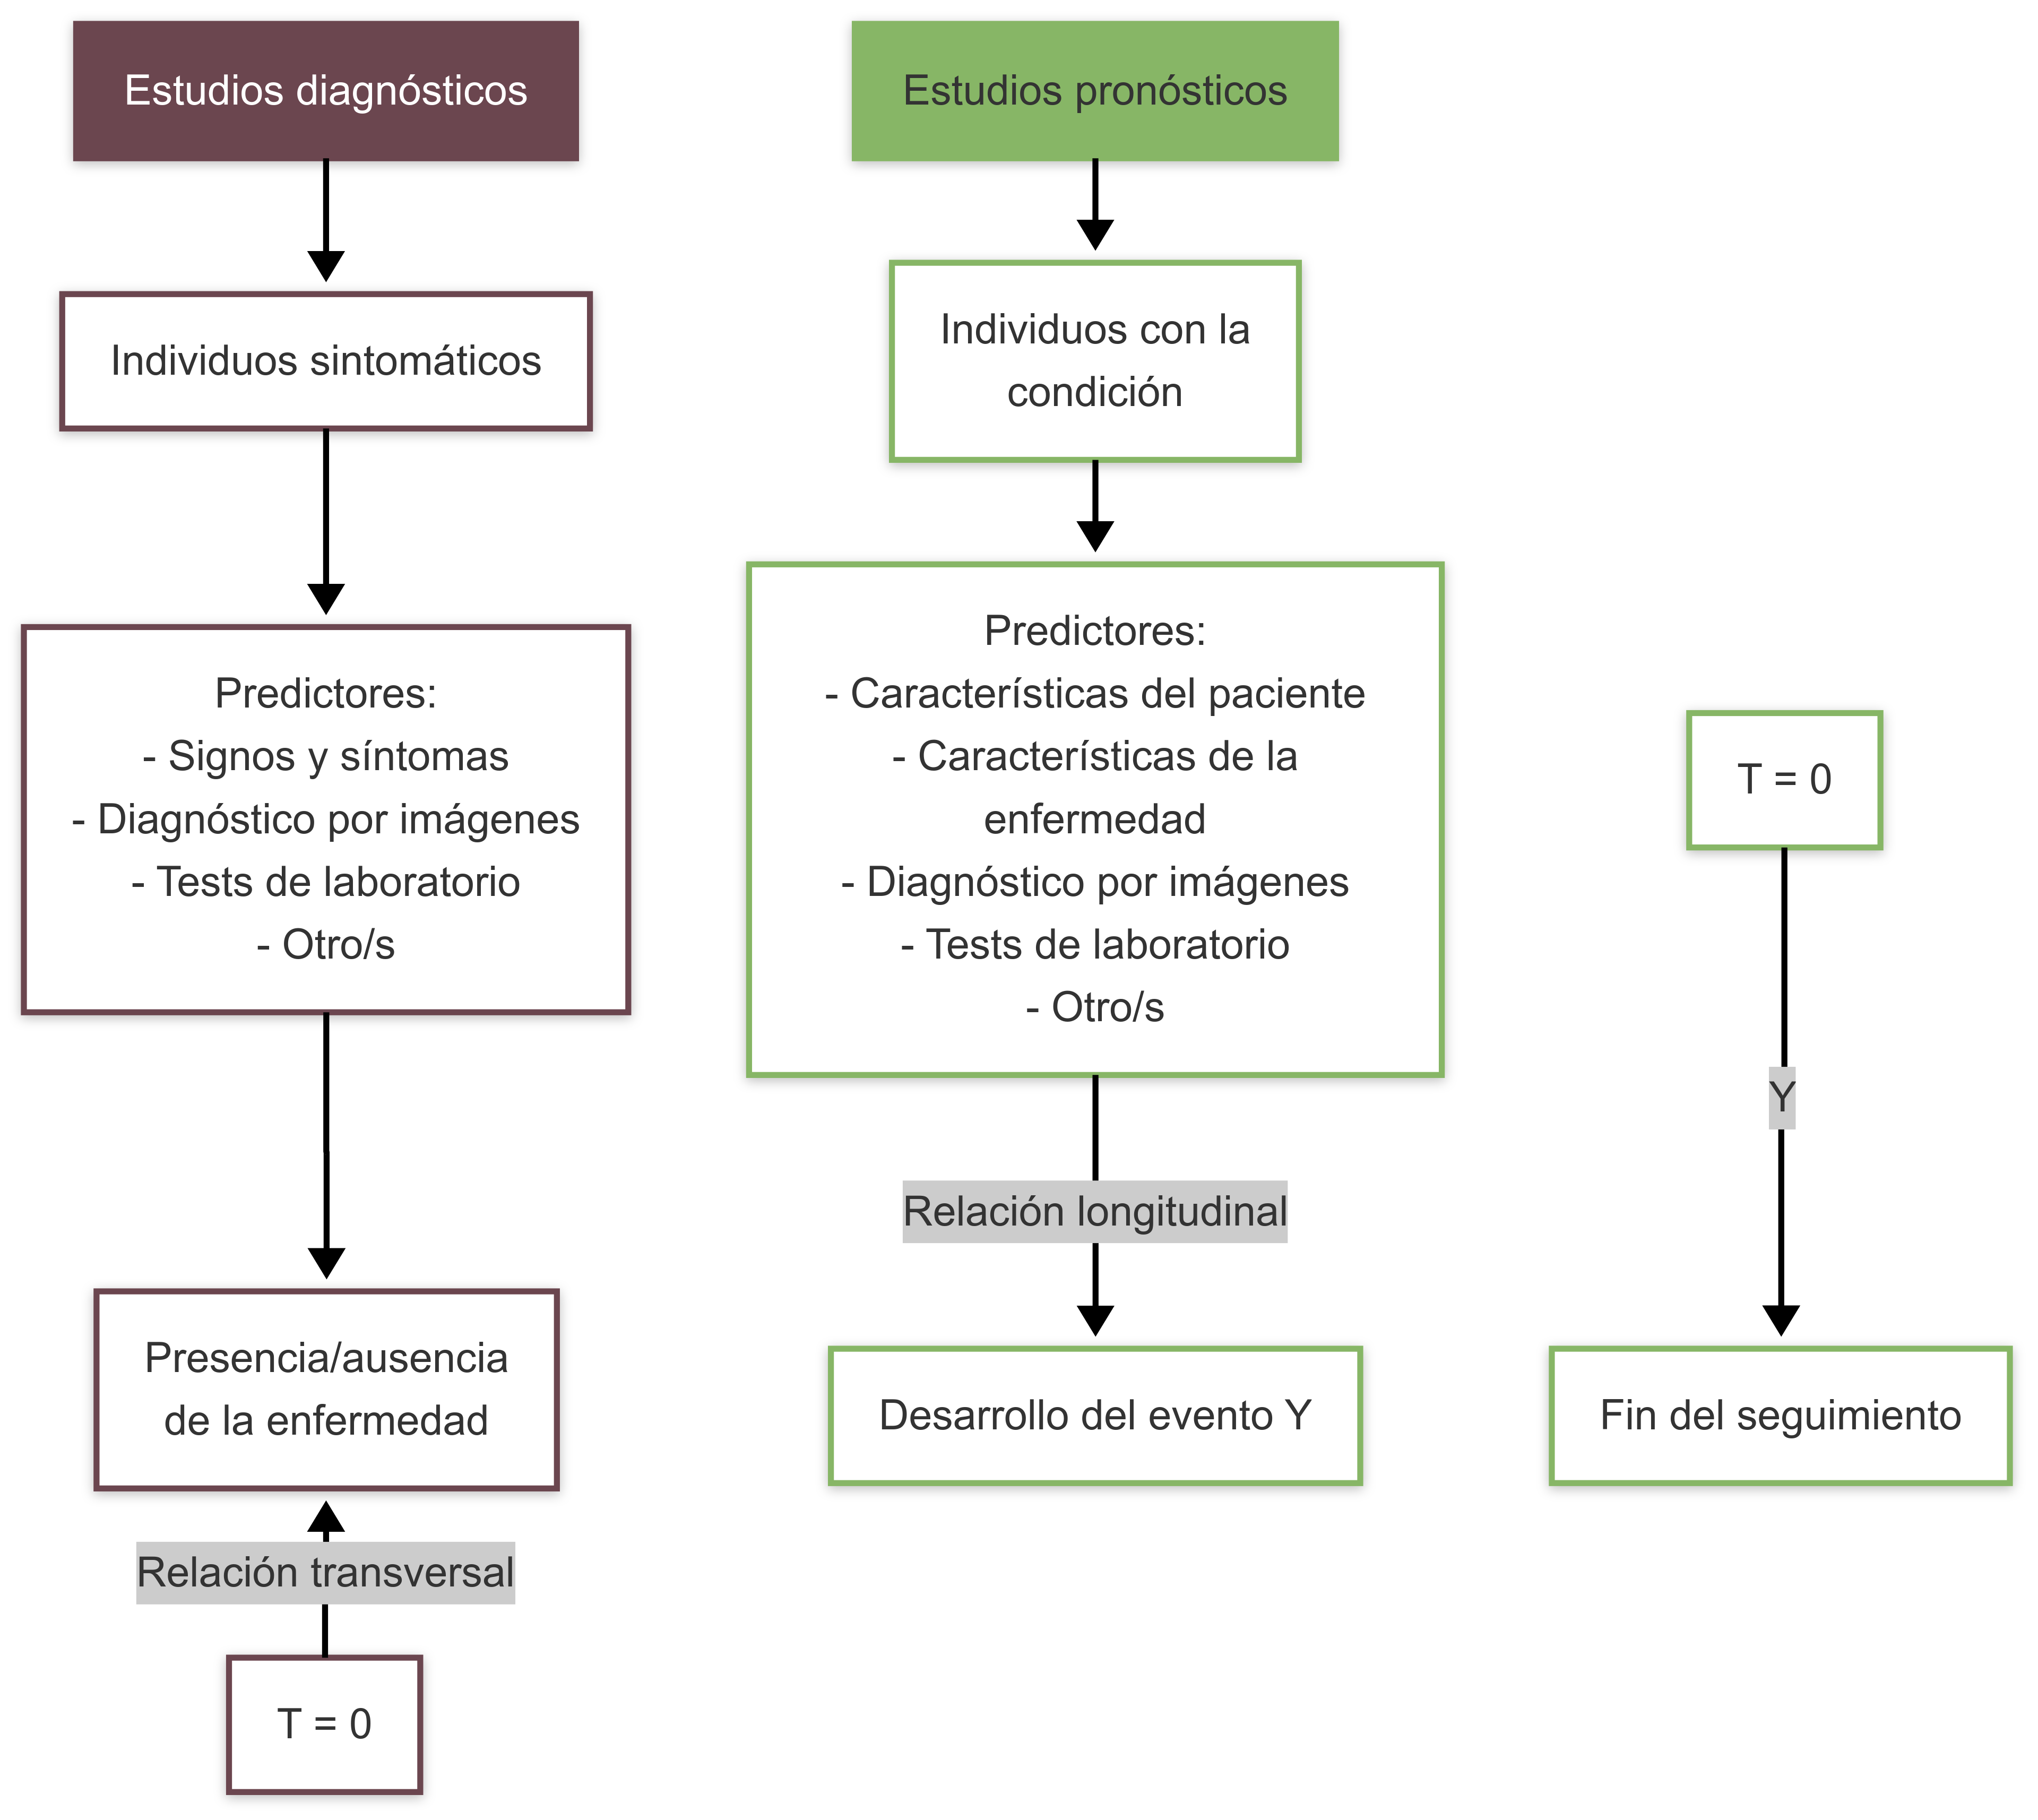 Estudios diagnósticos
Individuos sintomáticos
Predictores:
- Signos y síntomas
- Diagnóstico por imágenes
- Tests de laboratorio
- Otro/s
Presencia/ausencia
de la enfermedad
Relación transversal
T = 0
Estudios pronósticos
Individuos con la
condición
Predictores:
- Características del paciente
- Características de la
enfermedad
- Diagnóstico por imágenes
- Tests de laboratorio
- Otro/s
Relación longitudinal
Desarrollo del evento Y
T = 0
Y
Fin del seguimiento